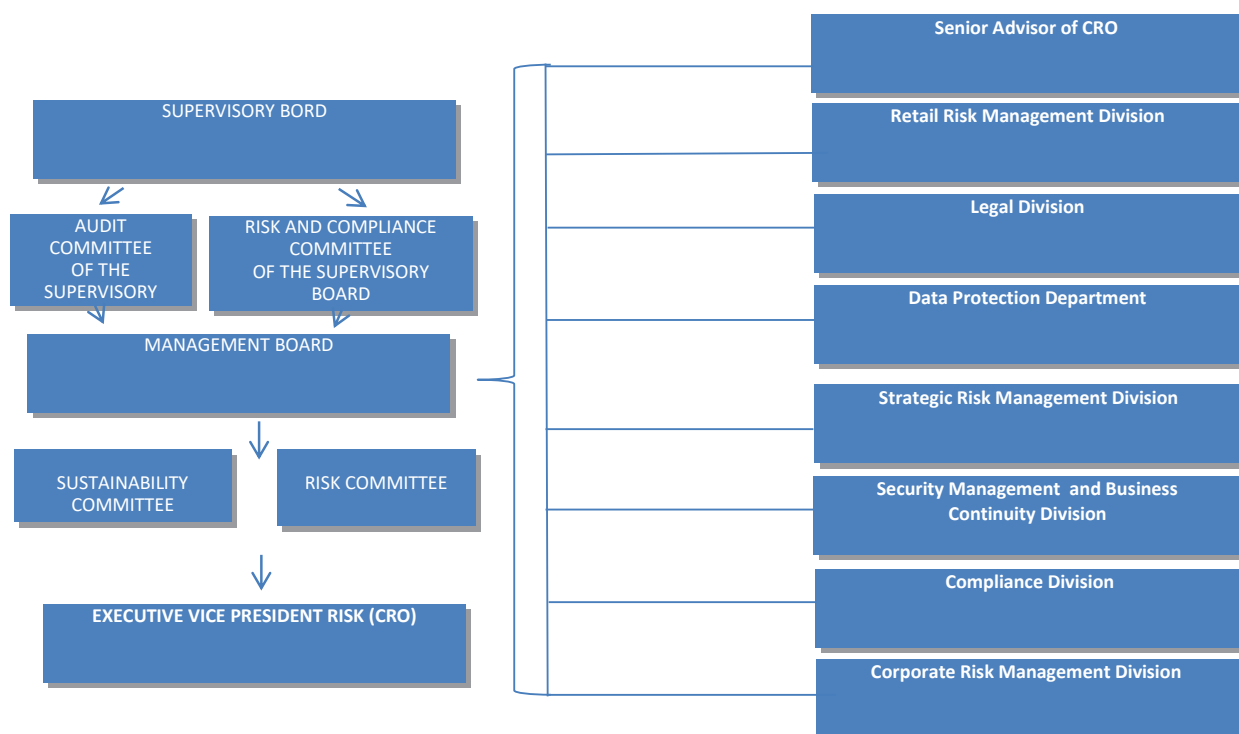 SUPERVISORY BORD
AUDIT
COMMITTEE
OF THE
SUPERVISORY
RISK AND COMPLIANCE
COMMITTEE
OF THE SUPERVISORY
BOARD
MANAGEMENT BOARD
SUSTAINABILITY
COMMITTEE
RISK COMMITTEE
EXECUTIVE VICE PRESIDENT RISK (CRO)
Senior Advisor of CRO
Retail Risk Management Division
Legal Division
Data Protection Department
Strategic Risk Management Division
Security Management and Business
Continuity Division
Compliance Division
Corporate Risk Management Division